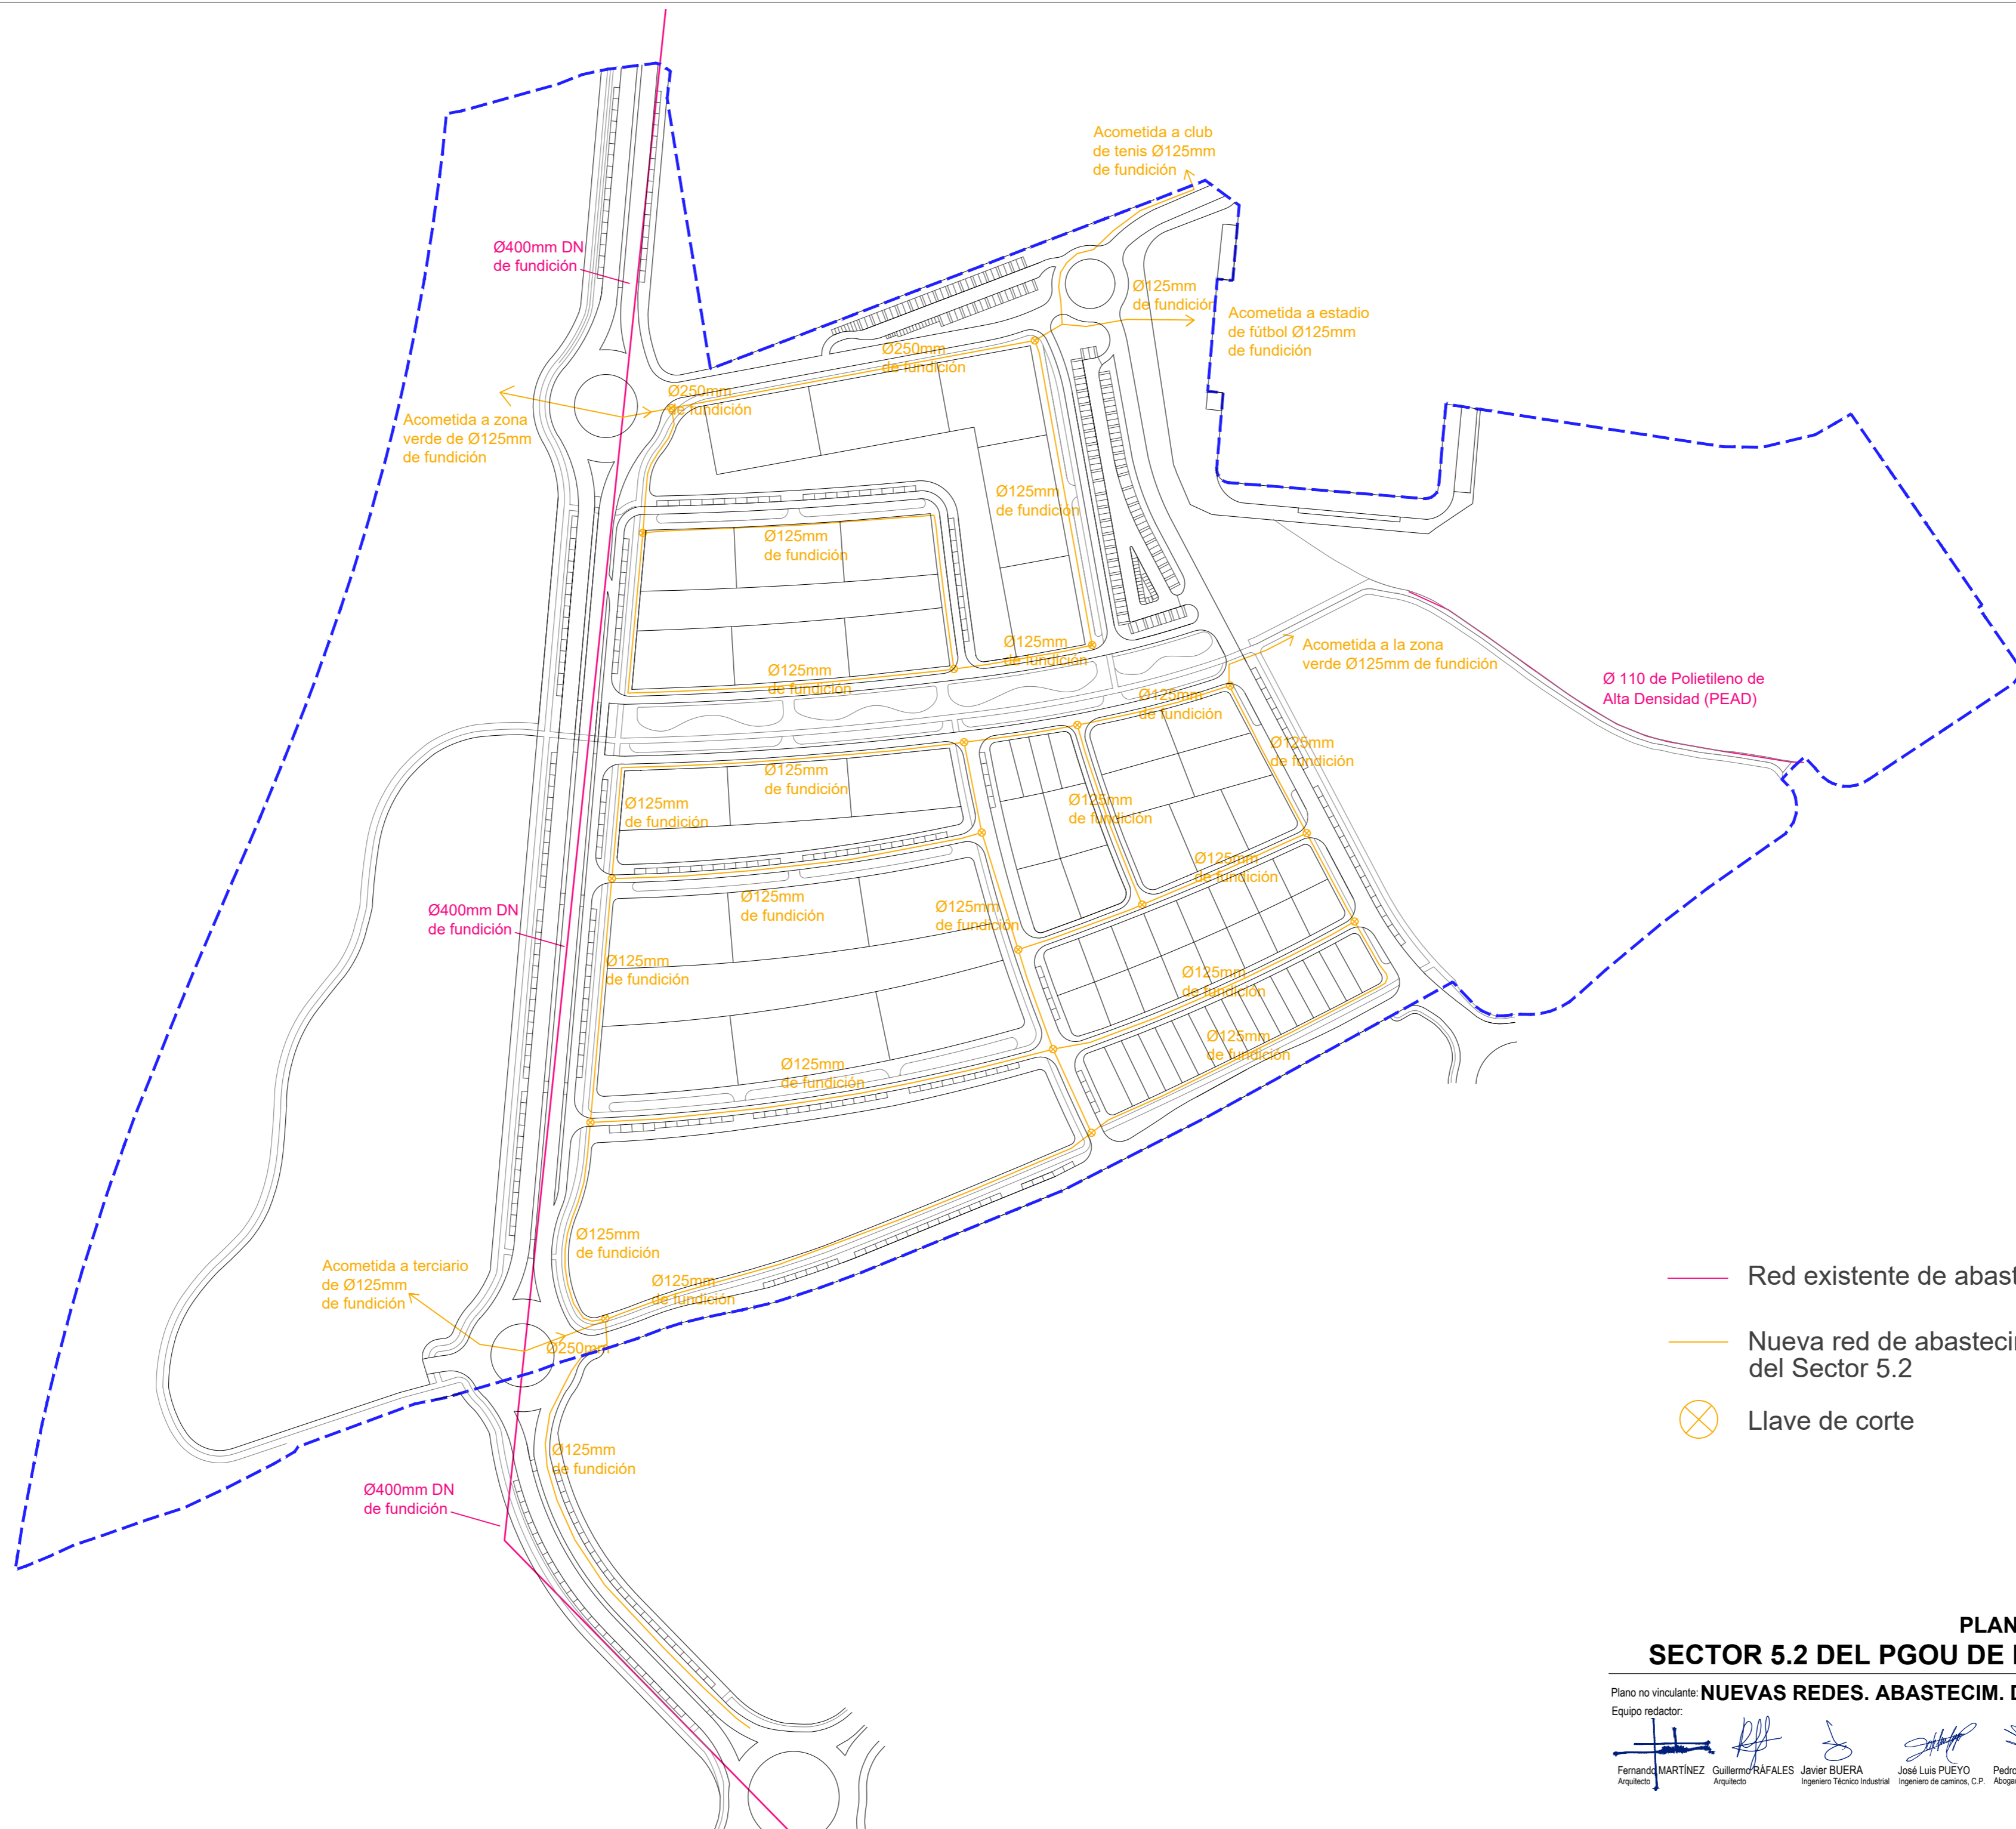 Acometida a club
de tenis Ø125mm
de fundición
Ø400mm DN
de fundición
Ø125mm
de fundición
Acometida a estadio
de fútbol Ø125mm
de fundición
Ø250mm
de fundición
Ø250mm
de fundición
Acometida a zona
verde de Ø125mm
de fundición
Ø125mm
de fundición
Ø125mm
de fundición
Ø125mm
de fundición
Acometida a la zona
verde Ø125mm de fundición
Ø125mm
de fundición
Ø 110 de Polietileno de
Alta Densidad (PEAD)
Ø125mm
de fundición
Ø125mm
de fundición
Ø125mm
de fundición
Ø125mm
de fundición
Ø125mm
de fundición
Ø125mm
de fundición
Ø125mm
de fundición
Ø125mm
de fundición
Ø400mm DN
de fundición
Ø125mm
de fundición
Ø125mm
de fundición
Ø125mm
de fundición
Ø125mm
de fundición
Ø125mm
de fundición
Ø125mm
de fundición
Acometida a terciario
de Ø125mm
de fundición
Ø125mm
de fundición
Ø250mm
Ø125mm
de fundición
Ø400mm DN
de fundición
Red existente de abast
Nueva red de abasteci
del Sector 5.2
Llave de corte
PLAN
SECTOR 5.2 DEL PGOU DE
Plano no vinculante: NUEVAS REDES. ABASTECIM.
Equipo redactor:
Fernando MARTÍNEZ
Arquitecto
Guillermo RÁFALES
Arquitecto
Javier BUERA
Ingeniero Técnico Industrial
José Luis PUEYO
Ingeniero de caminos, C.P.
Pedro